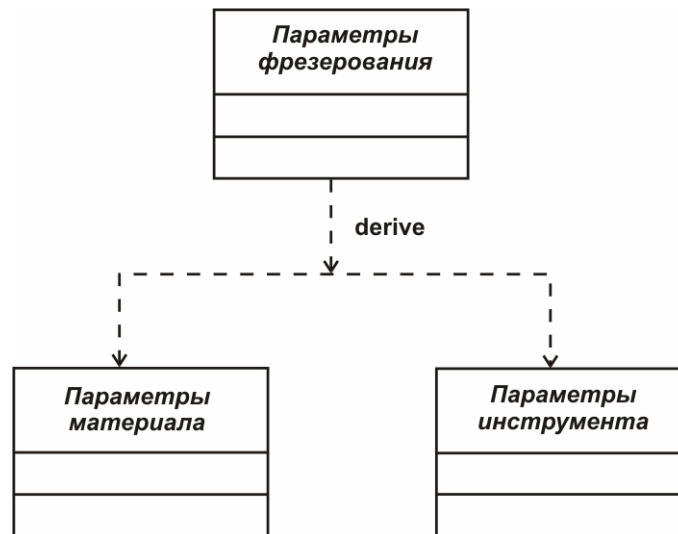 Параметры
фрезерования
derive
Параметры
материала
Параметры
инструмента